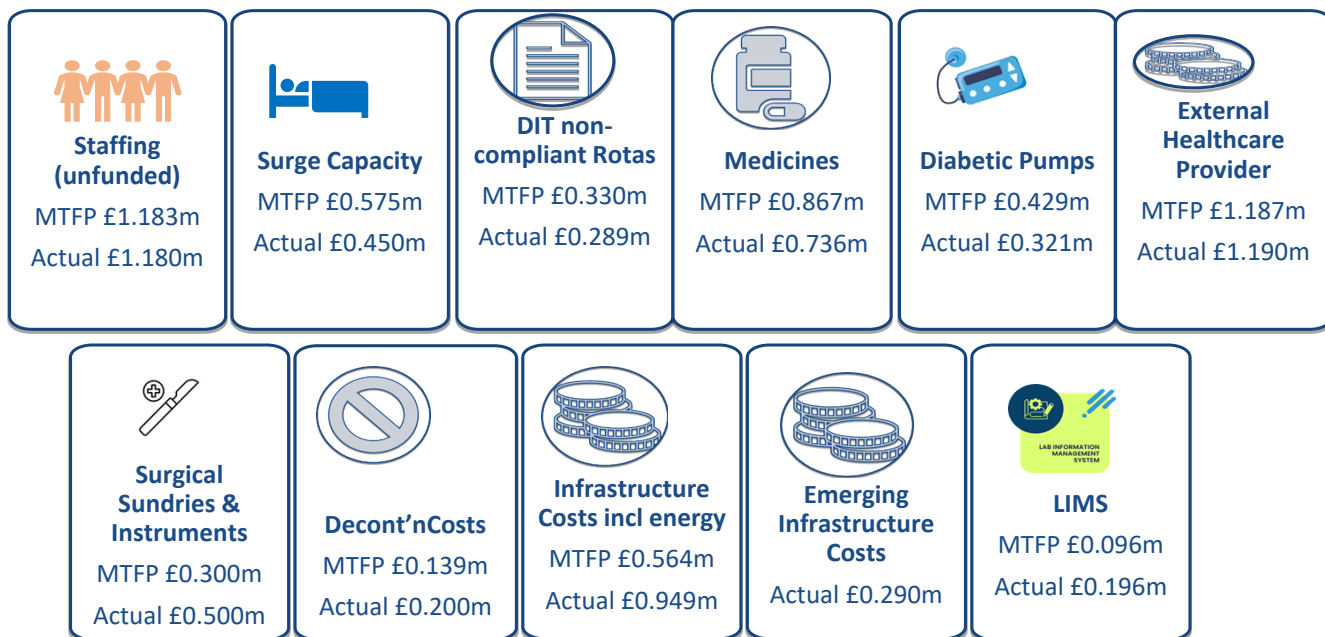 Staffing
(unfunded)
MTFP £1.183m
Actual £1.180m
Surge Capacity
MTFP £0.575m
Actual £0.450m
DIT non-
compliant Rotas
MTFP £0.330m
Actual £0.289m
Medicines
MTFP £0.867m
Actual £0.736m
Diabetic Pumps
MTFP £0.429m
Actual £0.321m
External
Healthcare
Provider
MTFP £1.187m
Actual £1.190m
Surgical
Sundries &
Instruments
MTFP £0.300m
Actual £0.500m
Decont’nCosts
MTFP £0.139m
Actual £0.200m
Infrastructure
Costs incl energy
MTFP £0.564m
Actual £0.949m
Emerging
Infrastructure
Costs
Actual £0.290m
LAB INFORMATION
MANAGEMENT
SYSTEM
LIMS
MTFP £0.096m
Actual £0.196m